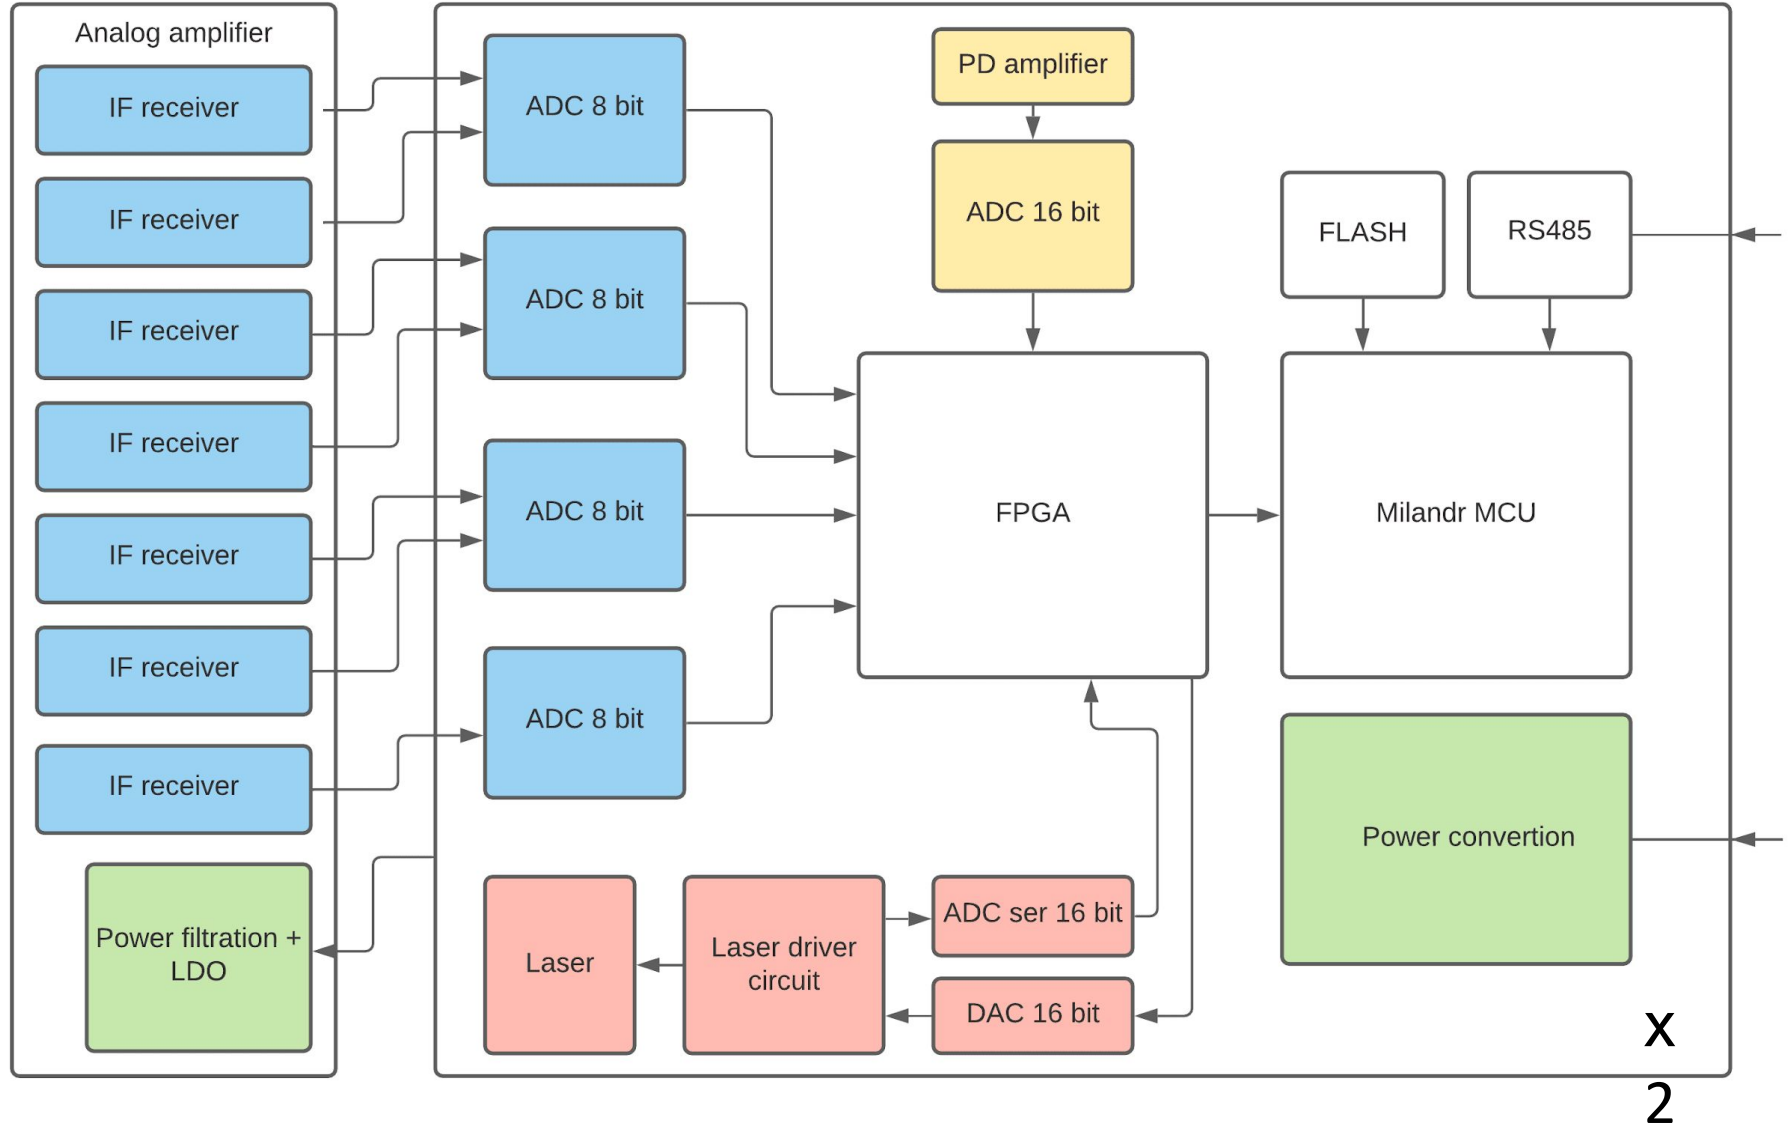 Analog amplifier
IF receiver
IF receiver
IF receiver
IF receiver
IF receiver
IF receiver
IF receiver
Power filtration +
LDO
ADC 8 bit
ADC 8 bit
ADC 8 bit
ADC 8 bit
PD amplifier
ADC 16 bit
FLASH
RS485
FPGA
Milandr MCU
Power convertion
Laser
Laser driver
circuit
ADC ser 16 bit
DAC 16 bit
x
2